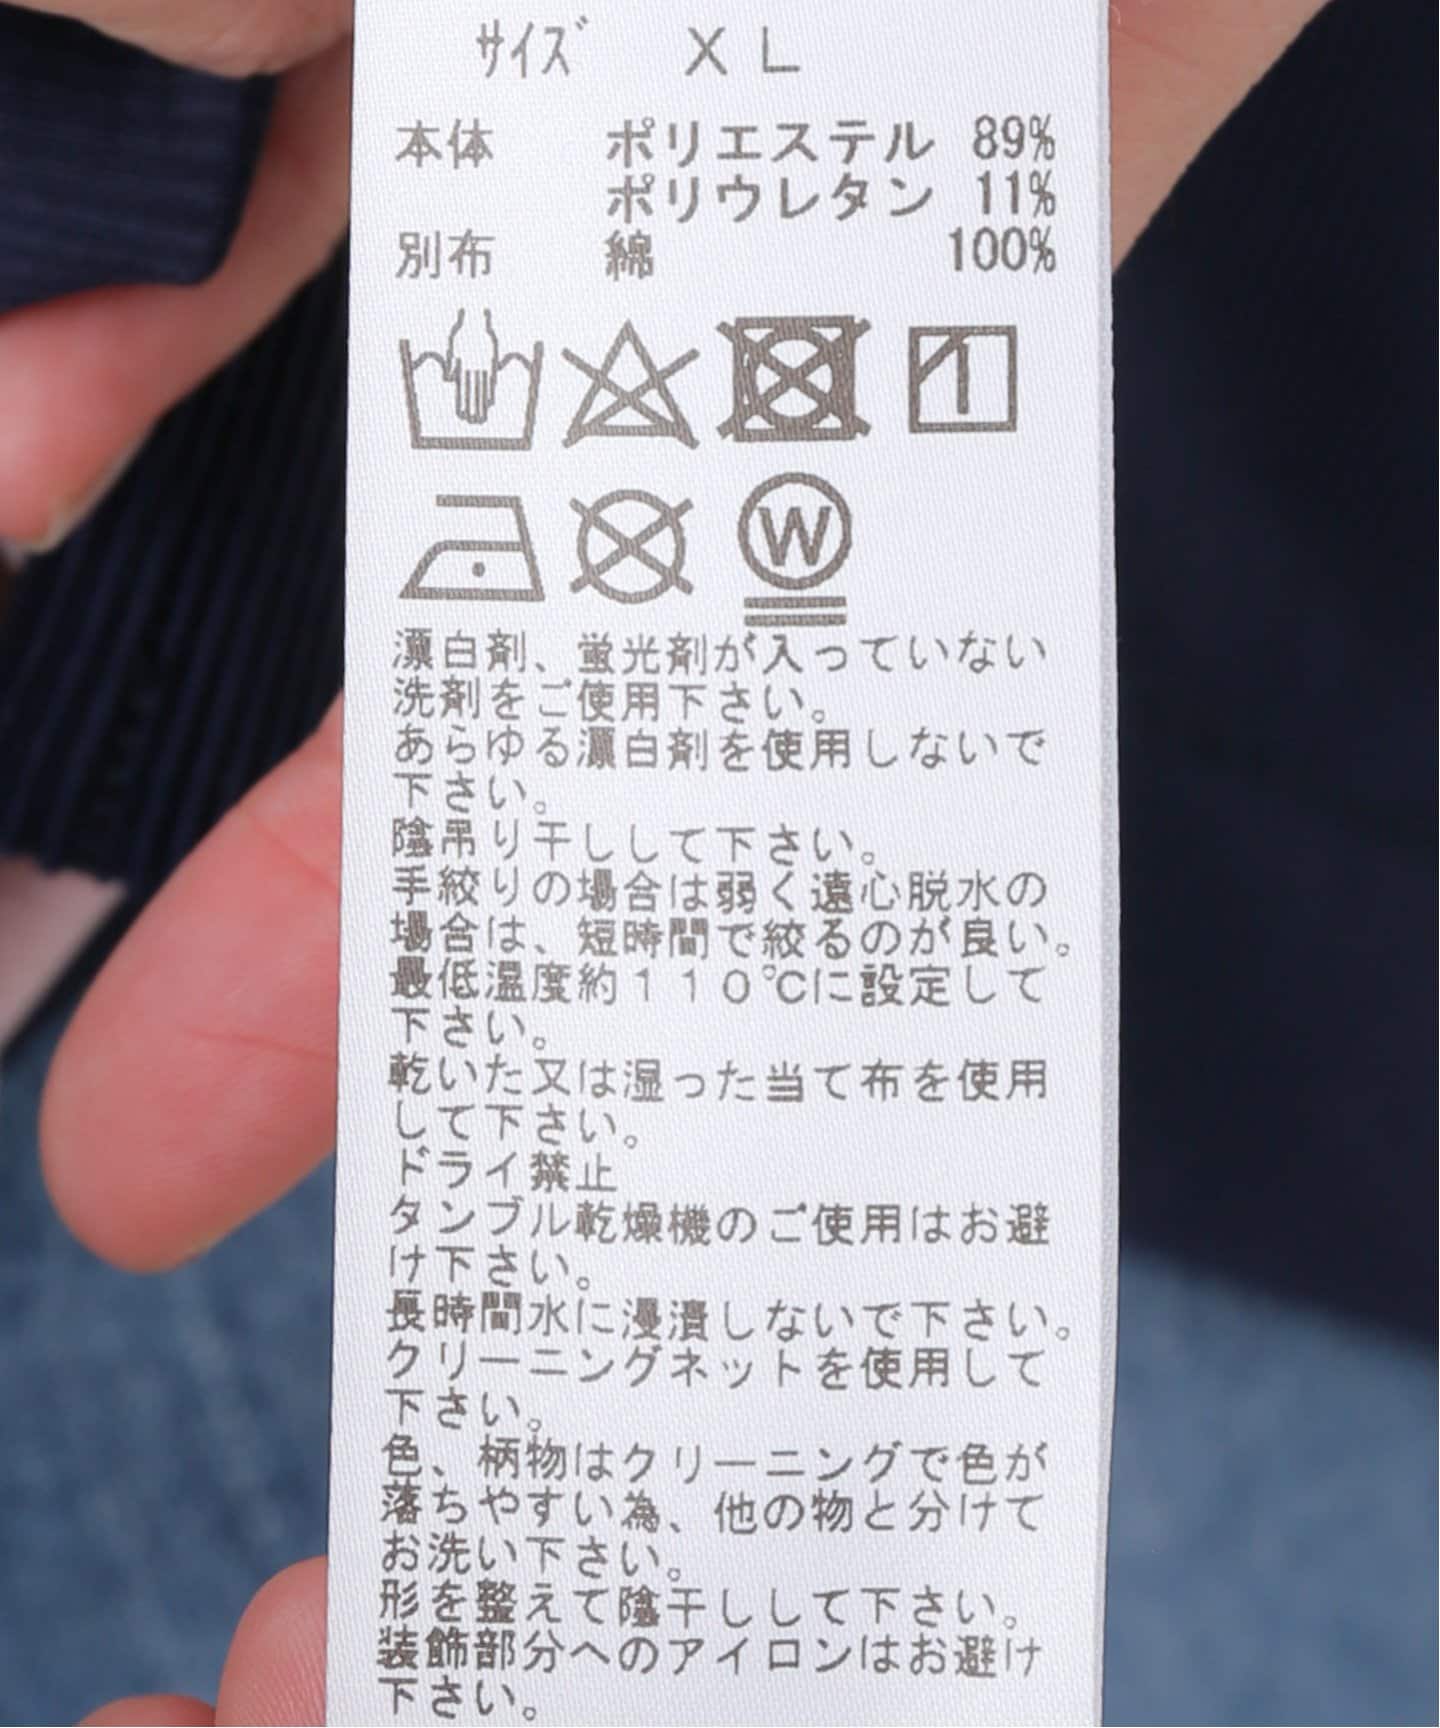 サイズ XL
本体 ポリエステル 89%
ポリウレタン 11%
別布 綿 100%
W
漂白剤、蛍光剤が入っていない
洗剤をご使用下さい。
あらゆる漂白剤を使用しないで
下さい。
陰吊り干しして下さい。
手絞りの場合は弱く遠心脱水の
場合は、短時間で絞るのが良い。
最低温度約110℃に設定して
下さい。
乾いた又は湿った当て布を使用
して下さい。
ドライ禁止
タンブル乾燥機のご使用はお避
け下さい。
長時間水に浸漬しないで下さい。
クリーニングネットを使用して
下さい。
色、柄物はクリーニングで色が
落ちやすい為、他の物と分けて
お洗い下さい。
形を整えて陰干しして下さい。
装飾部分へのアイロンはお避け
下さい。